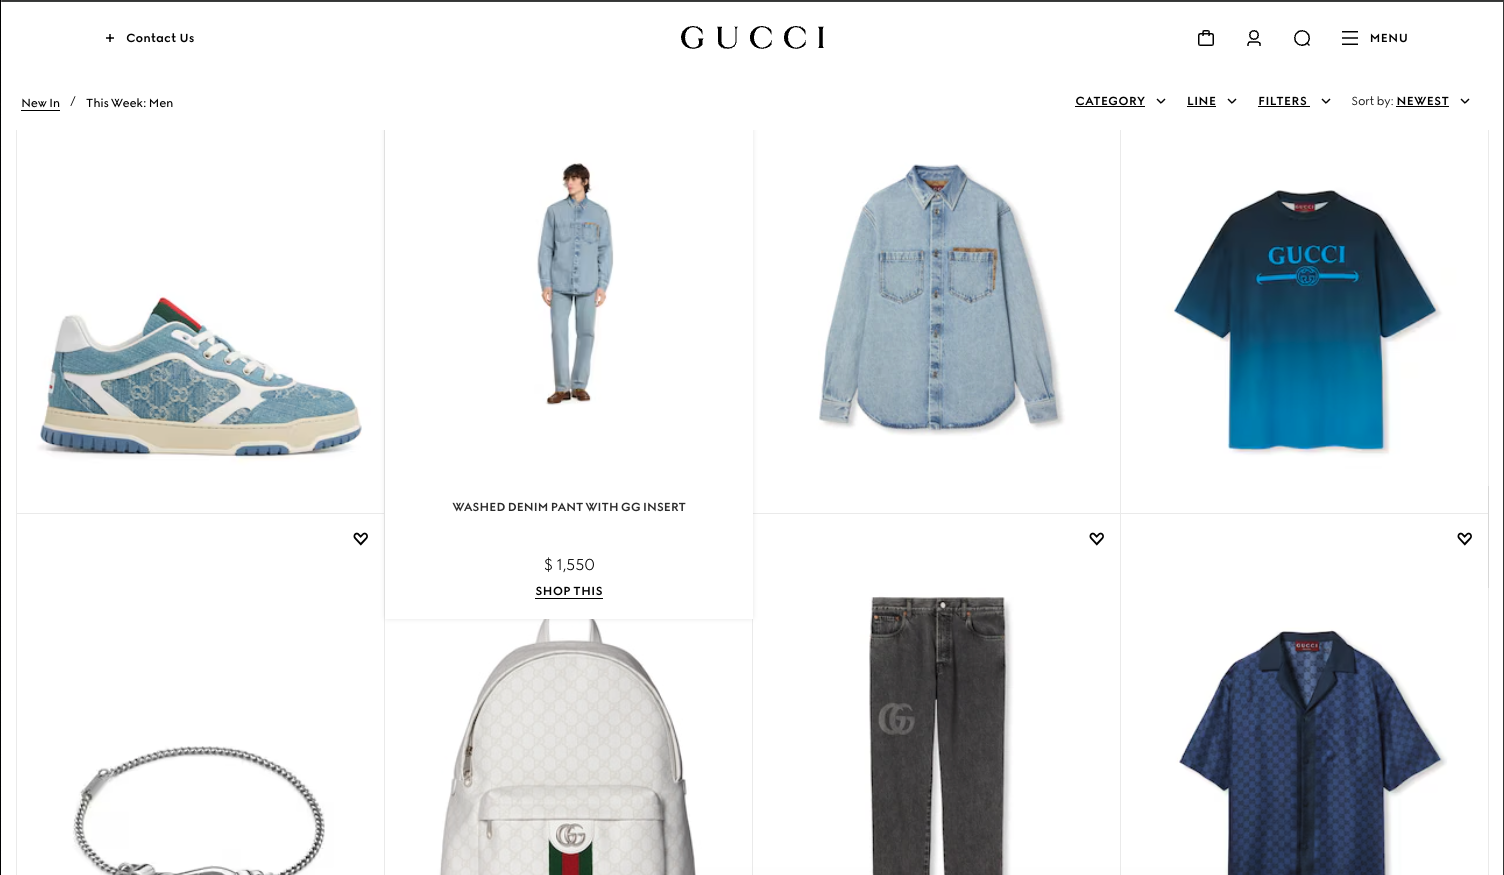 + Contact Us
GUCCI
MENU
New In / This Week: Men
CATEGORY
LINE
FILTERS
Sort by: NEWEST
GUCCI
GUCCI
WASHED DENIM PANT WITH GG INSERT
$ 1,550
SHOP THIS
GUCCI